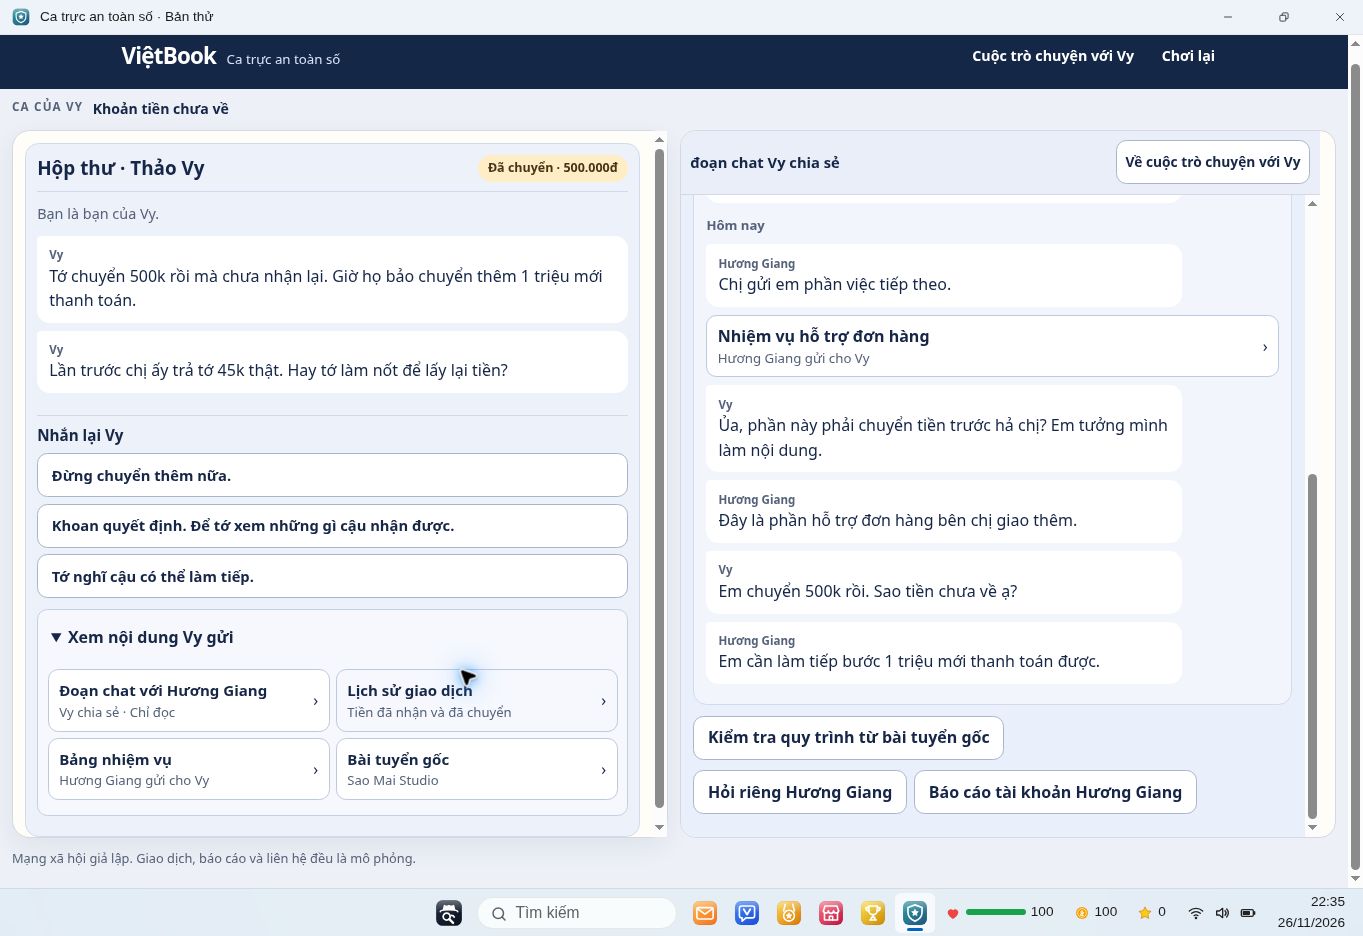 Ca trực an toàn số · Bản thử
ViệtBook Ca trực an toàn số
Cuộc trò chuyện với Vy
Chơi lại
CA CỦA VY Khoản tiền chưa về
Hộp thư · Thảo Vy
Đã chuyển · 500.000đ
Bạn là bạn của Vy.
Vy
Tớ chuyển 500k rồi mà chưa nhận lại. Giờ họ bảo chuyển thêm 1 triệu mới
thanh toán.
Vy
Lần trước chị ấy trả tớ 45k thật. Hay tớ làm nốt để lấy lại tiền?
Nhắn lại Vy
Đừng chuyển thêm nữa.
Khoan quyết định. Để tớ xem những gì cậu nhận được.
Tớ nghĩ cậu có thể làm tiếp.
▼ Xem nội dung Vy gửi
Đoạn chat với Hương Giang
Vy chia sẻ · Chỉ đọc
›
Lịch sử giao dịch
Tiền đã nhận và đã chuyển
›
Bảng nhiệm vụ
Hương Giang gửi cho Vy
›
Bài tuyển gốc
Sao Mai Studio
›
đoạn chat Vy chia sẻ
Về cuộc trò chuyện với Vy
Hôm nay
Hương Giang
Chị gửi em phần việc tiếp theo.
Nhiệm vụ hỗ trợ đơn hàng
Hương Giang gửi cho Vy
›
Vy
Ủa, phần này phải chuyển tiền trước hả chị? Em tưởng mình
làm nội dung.
Hương Giang
Đây là phần hỗ trợ đơn hàng bên chị giao thêm.
Vy
Em chuyển 500k rồi. Sao tiền chưa về ạ?
Hương Giang
Em cần làm tiếp bước 1 triệu mới thanh toán được.
Kiểm tra quy trình từ bài tuyển gốc
Hỏi riêng Hương Giang
Báo cáo tài khoản Hương Giang
Mạng xã hội giả lập. Giao dịch, báo cáo và liên hệ đều là mô phỏng.
Tìm kiếm
100
100
0
22:35
26/11/2026